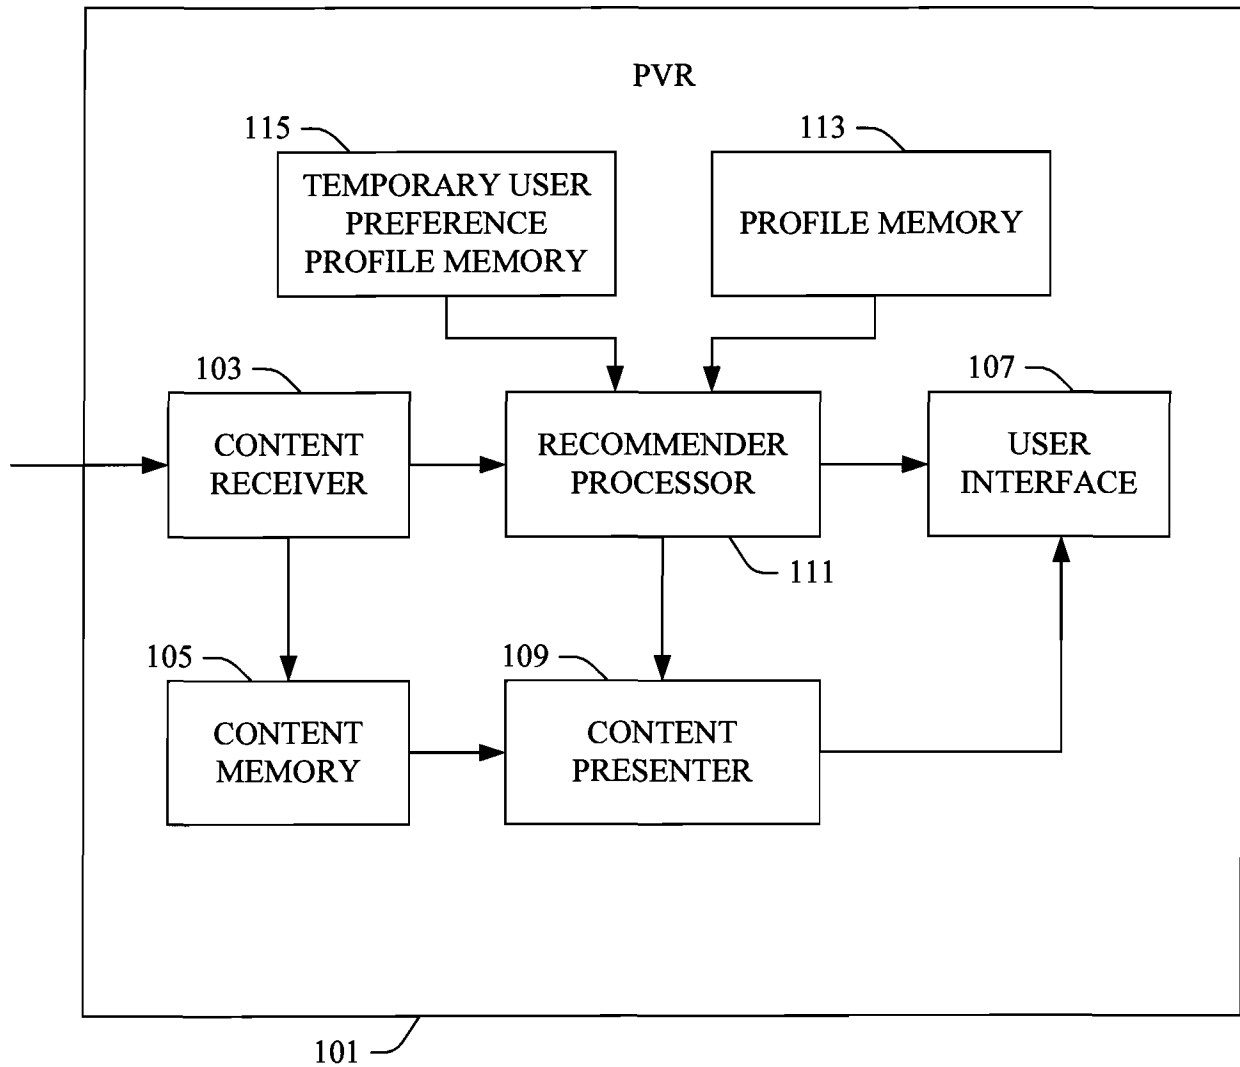 PVR
115
113
TEMPORARY USER
PREFERENCE
PROFILE MEMORY
PROFILE MEMORY
103
107
CONTENT
RECEIVER
RECOMMENDER
PROCESSOR
USER
INTERFACE
111
105
109
CONTENT
MEMORY
CONTENT
PRESENTER
101